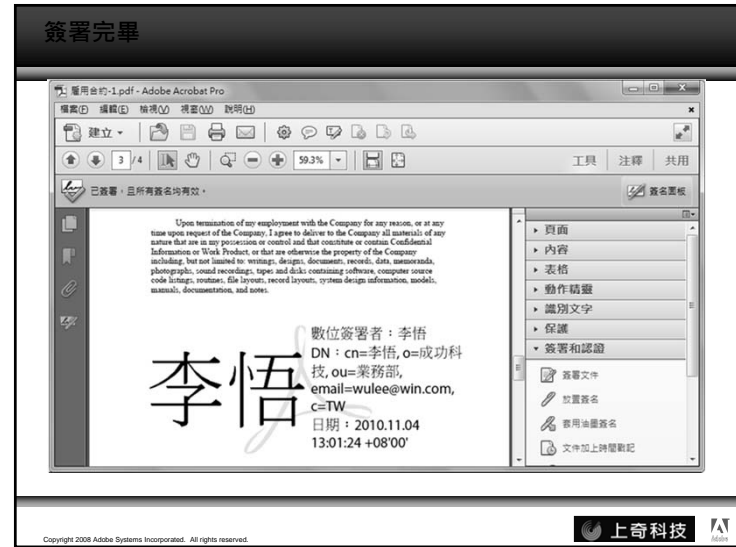 簽署完畢
雇用合約-1.pdf - Adobe Acrobat Pro
檔案(F) 編輯(E) 檢視(V) 視窗(W) 說明(H)
建立
3 / 4
59.3%
工具 注釋 共用
已簽署，且所有簽名均有效。
簽名面板
Upon termination of my employment with the Company for any reason, or at any
time upon request of the Company, I agree to deliver to the Company all materials of any
nature that are in my possession or control and that constitute or contain Confidential
Information or Work Product, or that are otherwise the property of the Company
including, but not limited to: writings, designs, documents, records, data, memoranda,
photographs, sound recordings, tapes and disks containing software, computer source
code listings, routines, file layouts, record layouts, system design information, models,
manuals, documentation, and notes.
李悟
數位簽署者：李悟
DN：cn=李悟, o=成功科
技, ou=業務部,
email=wulee@win.com,
c=TW
日期：2010.11.04
13:01:24 +08'00'
頁面
內容
表格
動作精靈
識別文字
保護
簽署和認證
簽署文件
放置簽名
套用油墨簽名
文件加上時間戳記
Copyright 2008 Adobe Systems Incorporated. All rights reserved.
上奇科技
Adobe